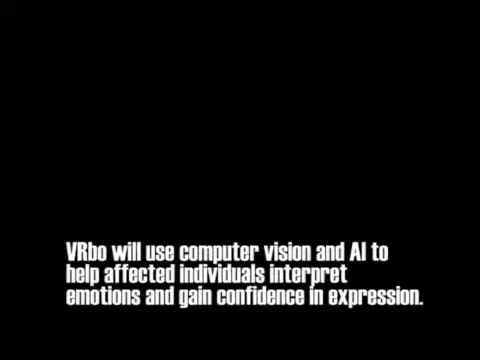 VRbo will use computer vision and AI to
help affected individuals interpret
emotions and gain confidence in expression.